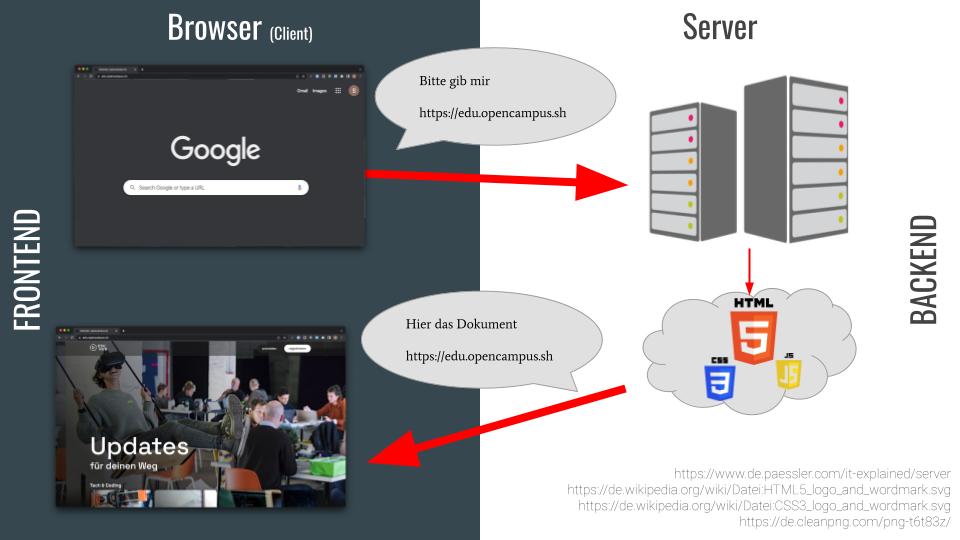 Browser (Client)
Server
Bitte gib mir
https://edu.opencampus.sh
Gmail Images
S
Google
Search Google or type a URL
FRONTEND
BACKEND
HTML
5
CSS
3
JS
JS
Hier das Dokument
https://edu.opencampus.sh
Updates
für deinen Weg
Tech & Coding
https://www.de.paessler.com/it-explained/server
https://de.wikipedia.org/wiki/Datei:HTML5_logo_and_wordmark.svg
https://de.wikipedia.org/wiki/Datei:CSS3_logo_and_wordmark.svg
https://de.cleanpng.com/png-t6t83z/